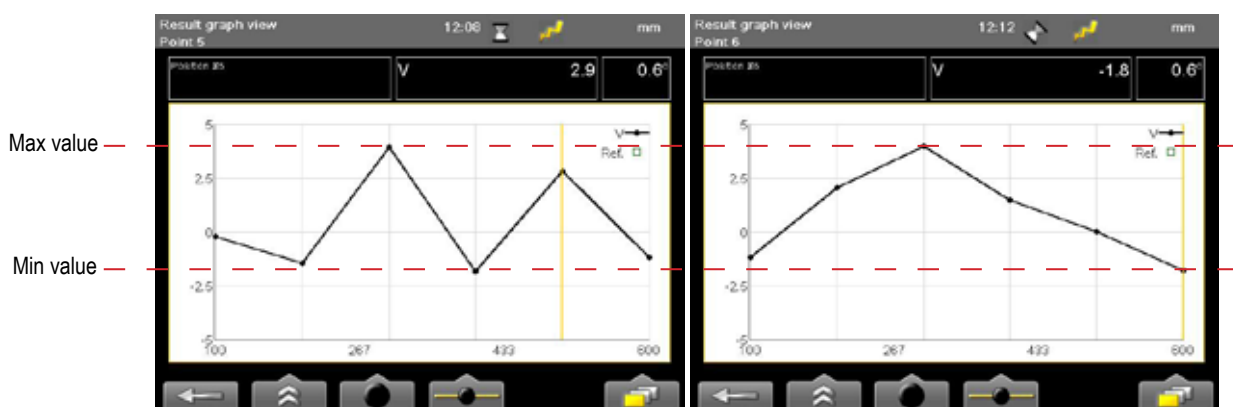 Max value
Min value
Result graph view
Point 5
12:08
mm
V
2.9
0.6°
5
2.5
0
-2.5
-5
V
Ref.
100
267
433
600
Result graph view
Point 6
12:12
mm
V
-1.8
0.6°
5
2.5
0
-2.5
-5
V
Ref.
100
267
433
600